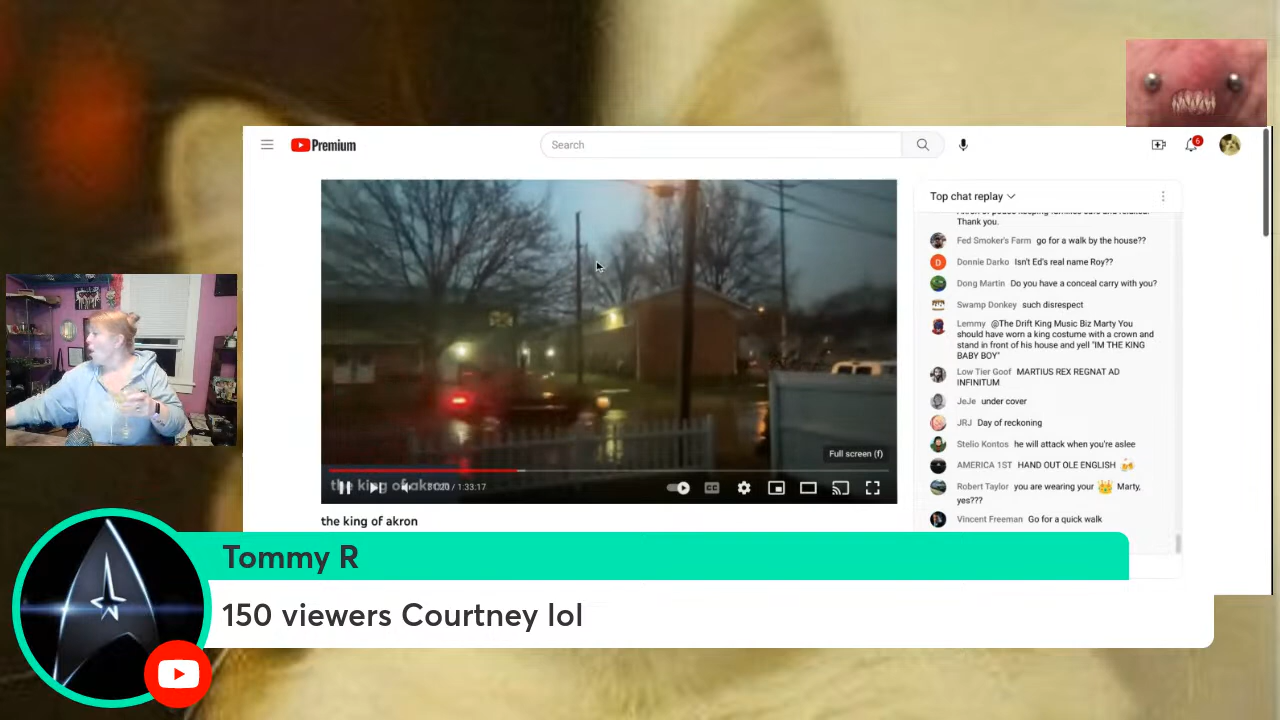 Premium
Search
6
Top chat replay
Thank you.
Fed Smoker's Farm go for a walk by the house??
Donnie Darko Isn't Ed's real name Roy??
Dong Martin Do you have a conceal carry with you?
Swamp Donkey such disrespect
Lemmy @The Drift King Music Biz Marty You
should have worn a king costume with a crown and
stand in front of his house and yell "IM THE KING
BABY BOY"
Low Tier Goof MARTIUS REX REGNAT AD
INFINITUM
JeJe under cover
JRJ Day of reckoning
Stelio Kontos he will attack when you're aslee
AMERICA 1ST HAND OUT OLE ENGLISH 🍻
Robert Taylor you are wearing your 👑 Marty,
yes???
Vincent Freeman Go for a quick walk
Full screen (f)
the king of akron
/ 1:33:17
CC
the king of akron
Tommy R
150 viewers Courtney lol